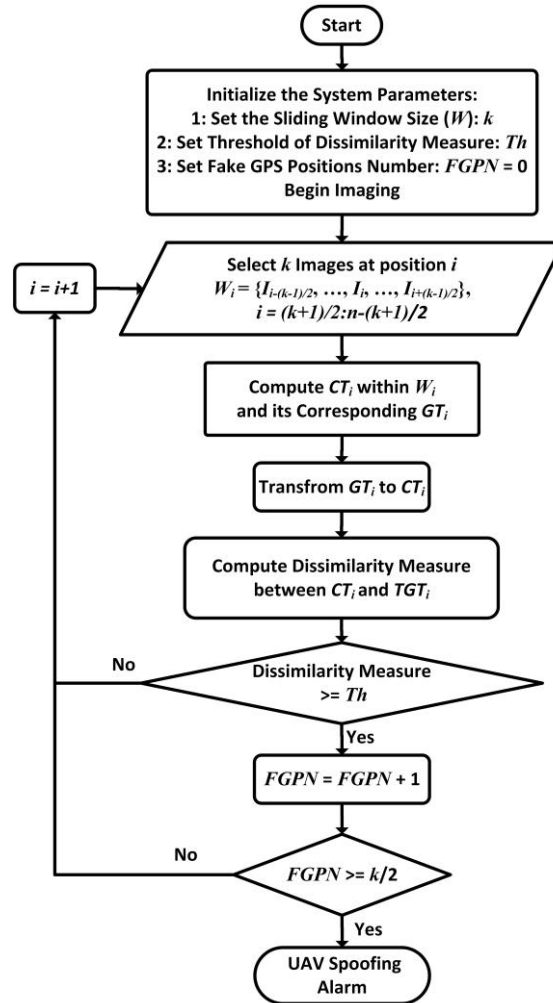 Start
Initialize the System Parameters:
1: Set the Sliding Window Size (W): k
2: Set Threshold of Dissimilarity Measure: Th
3: Set Fake GPS Positions Number: FGPN = 0
Begin Imaging
i = i+1
Select k Images at position i
W_i = {I_{i-(k-1)/2}, …, I_i, …, I_{i+(k-1)/2}},
i = (k+1)/2:n-(k+1)/2
Compute CT_i within W_i
and its Corresponding GT_i
Transfrom GT_i to CT_i
Compute Dissimilarity Measure
between CT_i and TGT_i
No
Dissimilarity Measure
>= Th
Yes
FGPN = FGPN + 1
No
FGPN >= k/2
Yes
UAV Spoofing
Alarm